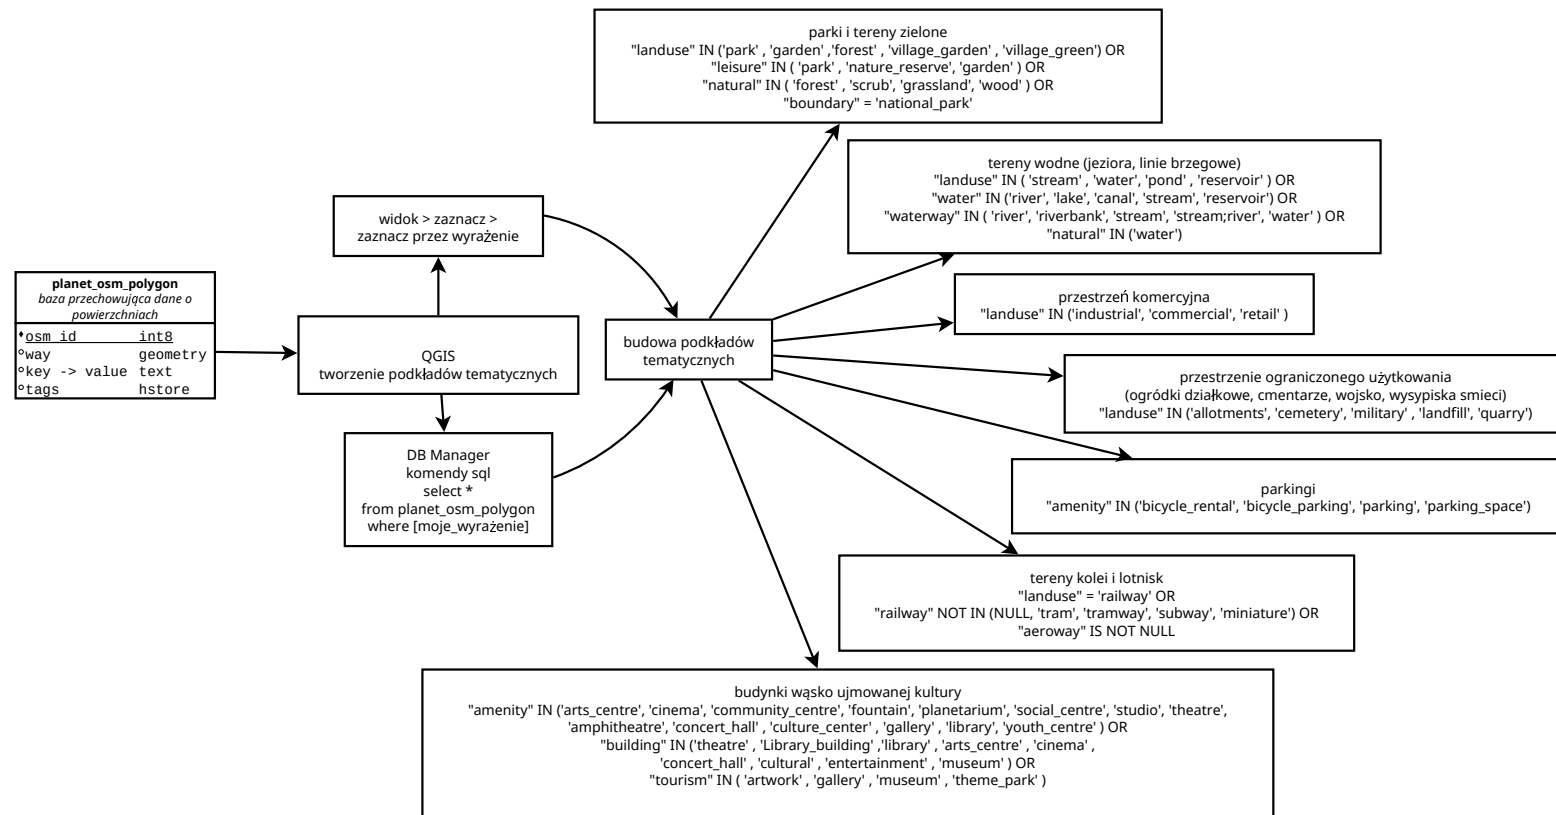 parki i tereny zielone
"landuse" IN ('park' , 'garden' ,'forest' , 'village_garden' , 'village_green') OR
"leisure" IN ( 'park' , 'nature_reserve', 'garden' ) OR
"natural" IN ( 'forest' , 'scrub', 'grassland', 'wood' ) OR
"boundary" = 'national_park'
tereny wodne (jeziora, linie brzegowe)
"landuse" IN ( 'stream' , 'water', 'pond' , 'reservoir' ) OR
"water" IN ('river', 'lake', 'canal', 'stream', 'reservoir') OR
"waterway" IN ( 'river', 'riverbank', 'stream', 'stream;river', 'water' ) OR
"natural" IN ('water')
widok > zaznacz >
zaznacz przez wyrażenie
planet_osm_polygon
baza przechowująca dane o
powierzchniach
osm_id int8
way geometry
key -> value text
tags hstore
QGIS
tworzenie podkładów tematycznych
budowa podkładów
tematycznych
przestrzeń komercyjna
"landuse" IN ('industrial', 'commercial', 'retail' )
przestrzenie ograniczonego użytkowania
(ogródki działkowe, cmentarze, wojsko, wysypiska smieci)
"landuse" IN ('allotments', 'cemetery', 'military' , 'landfill', 'quarry')
DB Manager
komendy sql
select *
from planet_osm_polygon
where [moje_wyrażenie]
parkingi
"amenity" IN ('bicycle_rental', 'bicycle_parking', 'parking', 'parking_space')
tereny kolei i lotnisk
"landuse" = 'railway' OR
"railway" NOT IN (NULL, 'tram', 'tramway', 'subway', 'miniature') OR
"aeroway" IS NOT NULL
budynki wąsko ujmowanej kultury
"amenity" IN ('arts_centre', 'cinema', 'community_centre', 'fountain', 'planetarium', 'social_centre', 'studio', 'theatre',
'amphitheatre', 'concert_hall' , 'culture_center' , 'gallery' , 'library', 'youth_centre' ) OR
"building" IN ('theatre' , 'Library_building' ,'library' , 'arts_centre' , 'cinema' ,
'concert_hall' , 'cultural' , 'entertainment' , 'museum' ) OR
"tourism" IN ( 'artwork' , 'gallery' , 'museum' , 'theme_park' )